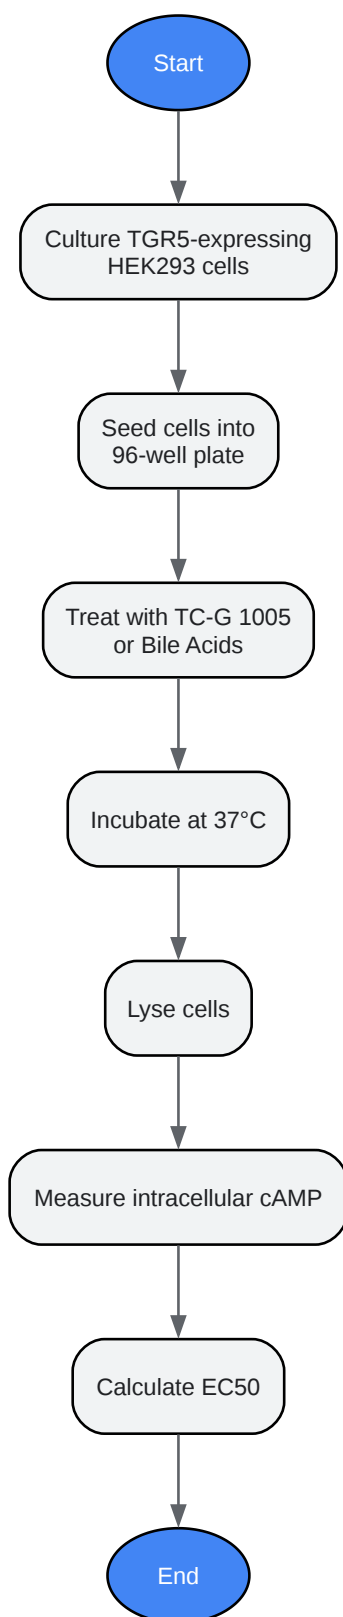 Start
Culture TGR5-expressing
HEK293 cells
Seed cells into
96-well plate
Treat with TC-G 1005
or Bile Acids
Incubate at 37°C
Lyse cells
Measure intracellular cAMP
Calculate EC50
End